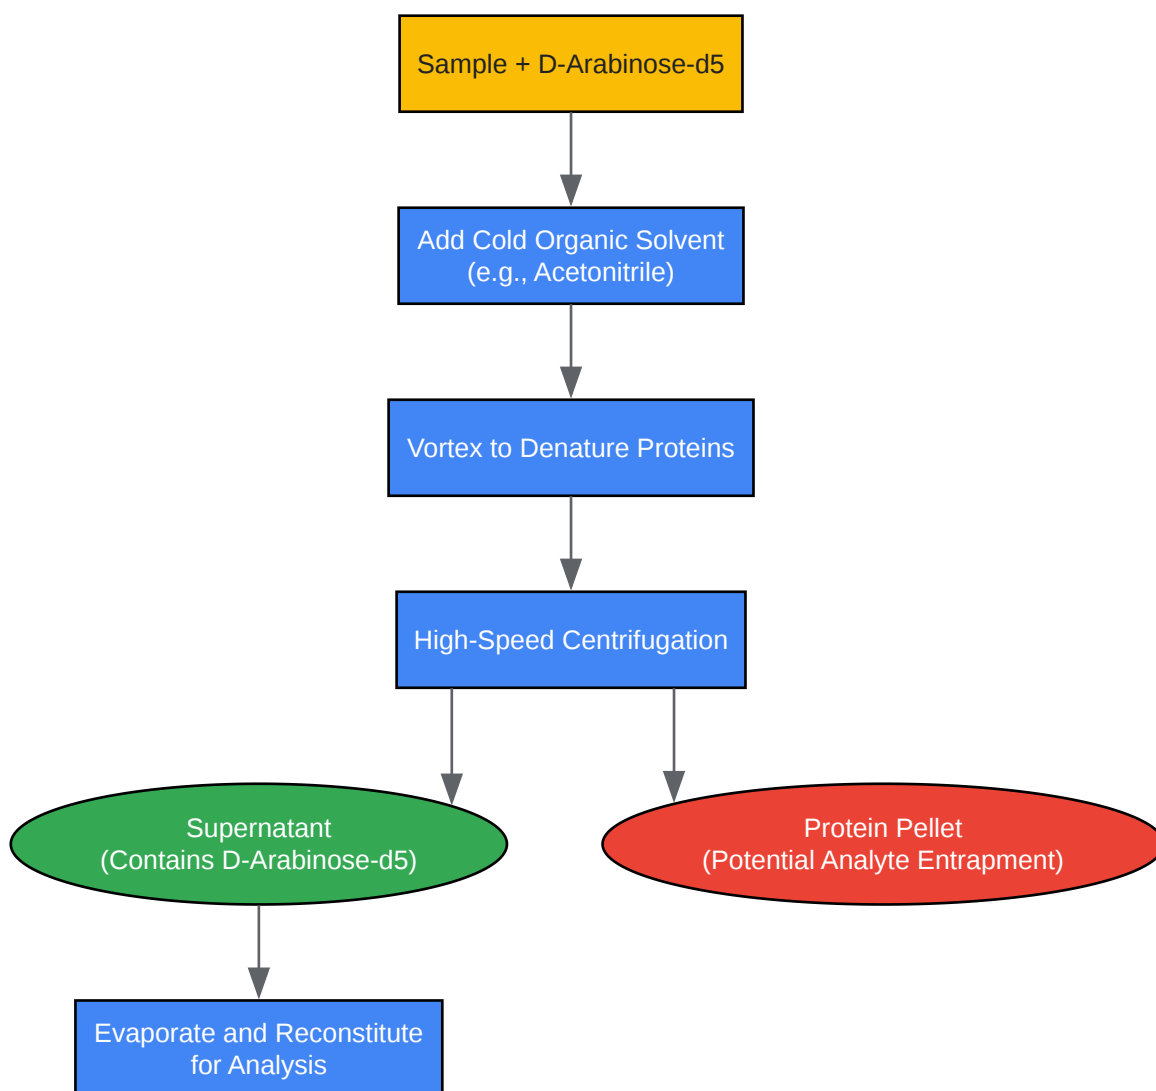 Sample + D-Arabinose-d5
Add Cold Organic Solvent
(e.g., Acetonitrile)
Vortex to Denature Proteins
High-Speed Centrifugation
Supernatant
(Contains D-Arabinose-d5)
Protein Pellet
(Potential Analyte Entrapment)
Evaporate and Reconstitute
for Analysis